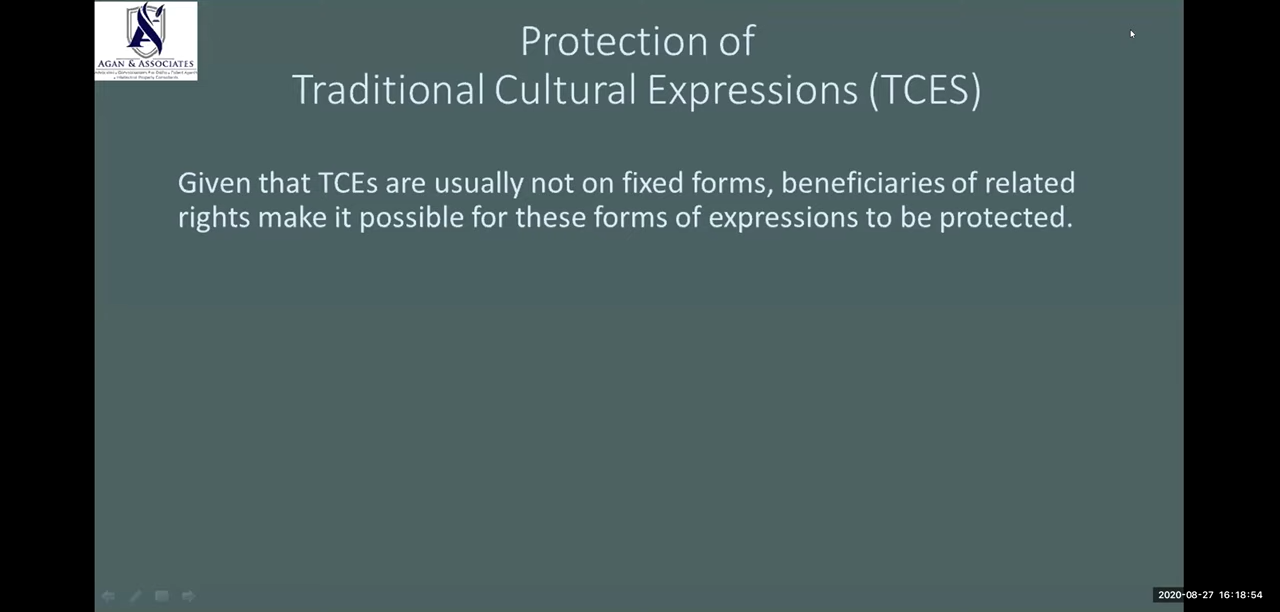 AGAN & ASSOCIATES
Protection of
Traditional Cultural Expressions (TCES)
Given that TCEs are usually not on fixed forms, beneficiaries of related
rights make it possible for these forms of expressions to be protected.
2020-08-27 16:18:54